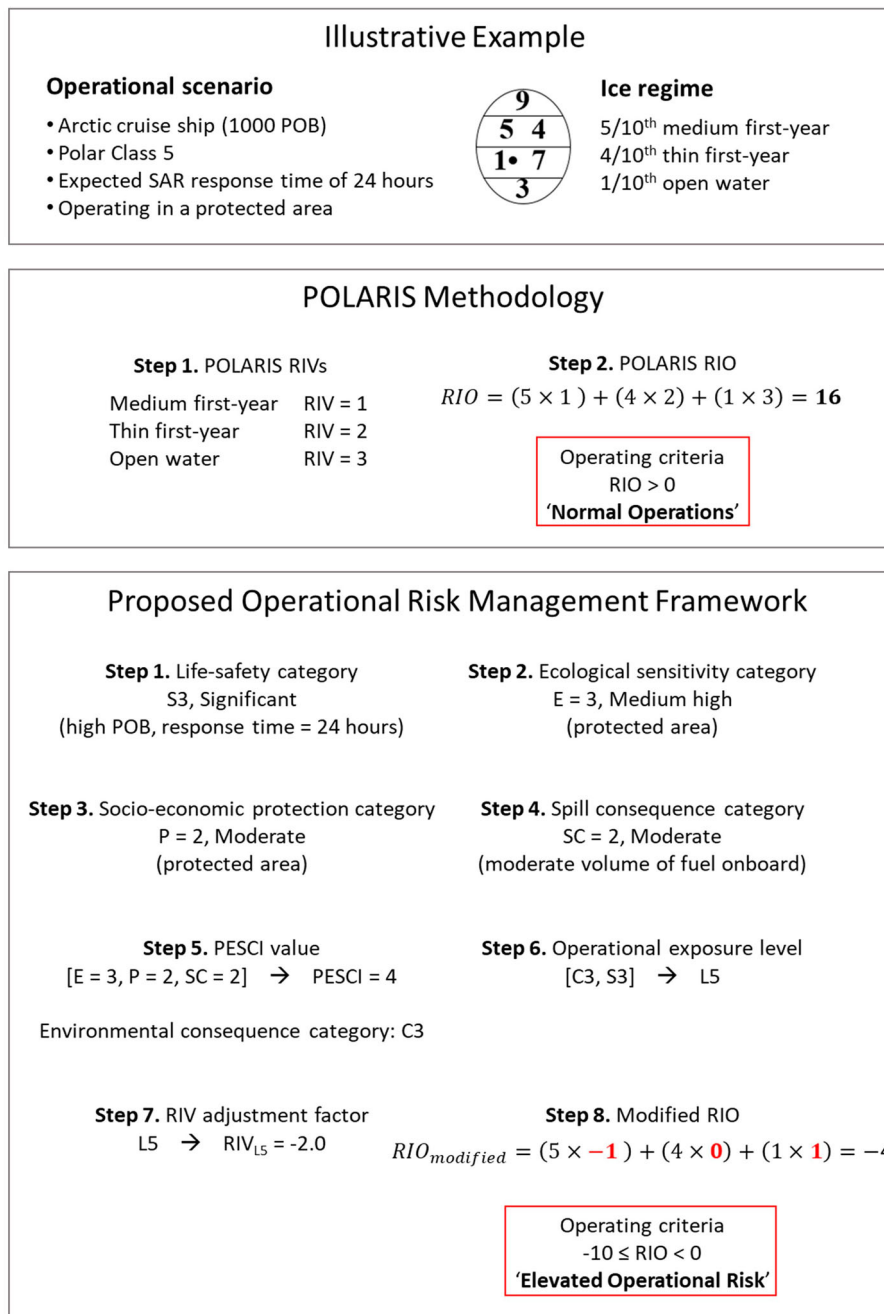 Illustrative Example
Operational scenario
• Arctic cruise ship (1000 POB)
• Polar Class 5
• Expected SAR response time of 24 hours
• Operating in a protected area
9
5 4
1• 7
3
Ice regime
5/10th medium first-year
4/10th thin first-year
1/10th open water
POLARIS Methodology
Step 1. POLARIS RIVs
Medium first-year RIV = 1
Thin first-year RIV = 2
Open water RIV = 3
Step 2. POLARIS RIO
RIO = (5 × 1 ) + (4 × 2) + (1 × 3) = 16
Operating criteria
RIO > 0
‘Normal Operations’
Proposed Operational Risk Management Framework
Step 1. Life-safety category
S3, Significant
(high POB, response time = 24 hours)
Step 2. Ecological sensitivity category
E = 3, Medium high
(protected area)
Step 3. Socio-economic protection category
P = 2, Moderate
(protected area)
Step 4. Spill consequence category
SC = 2, Moderate
(moderate volume of fuel onboard)
Step 5. PESCI value
[E = 3, P = 2, SC = 2] → PESCI = 4
Environmental consequence category: C3
Step 6. Operational exposure level
[C3, S3] → L5
Step 7. RIV adjustment factor
L5 → RIVL5 = -2.0
Step 8. Modified RIO
RIOmodified = (5 × −1 ) + (4 × 0) + (1 × 1) = −4
Operating criteria
-10 ≤ RIO < 0
‘Elevated Operational Risk’